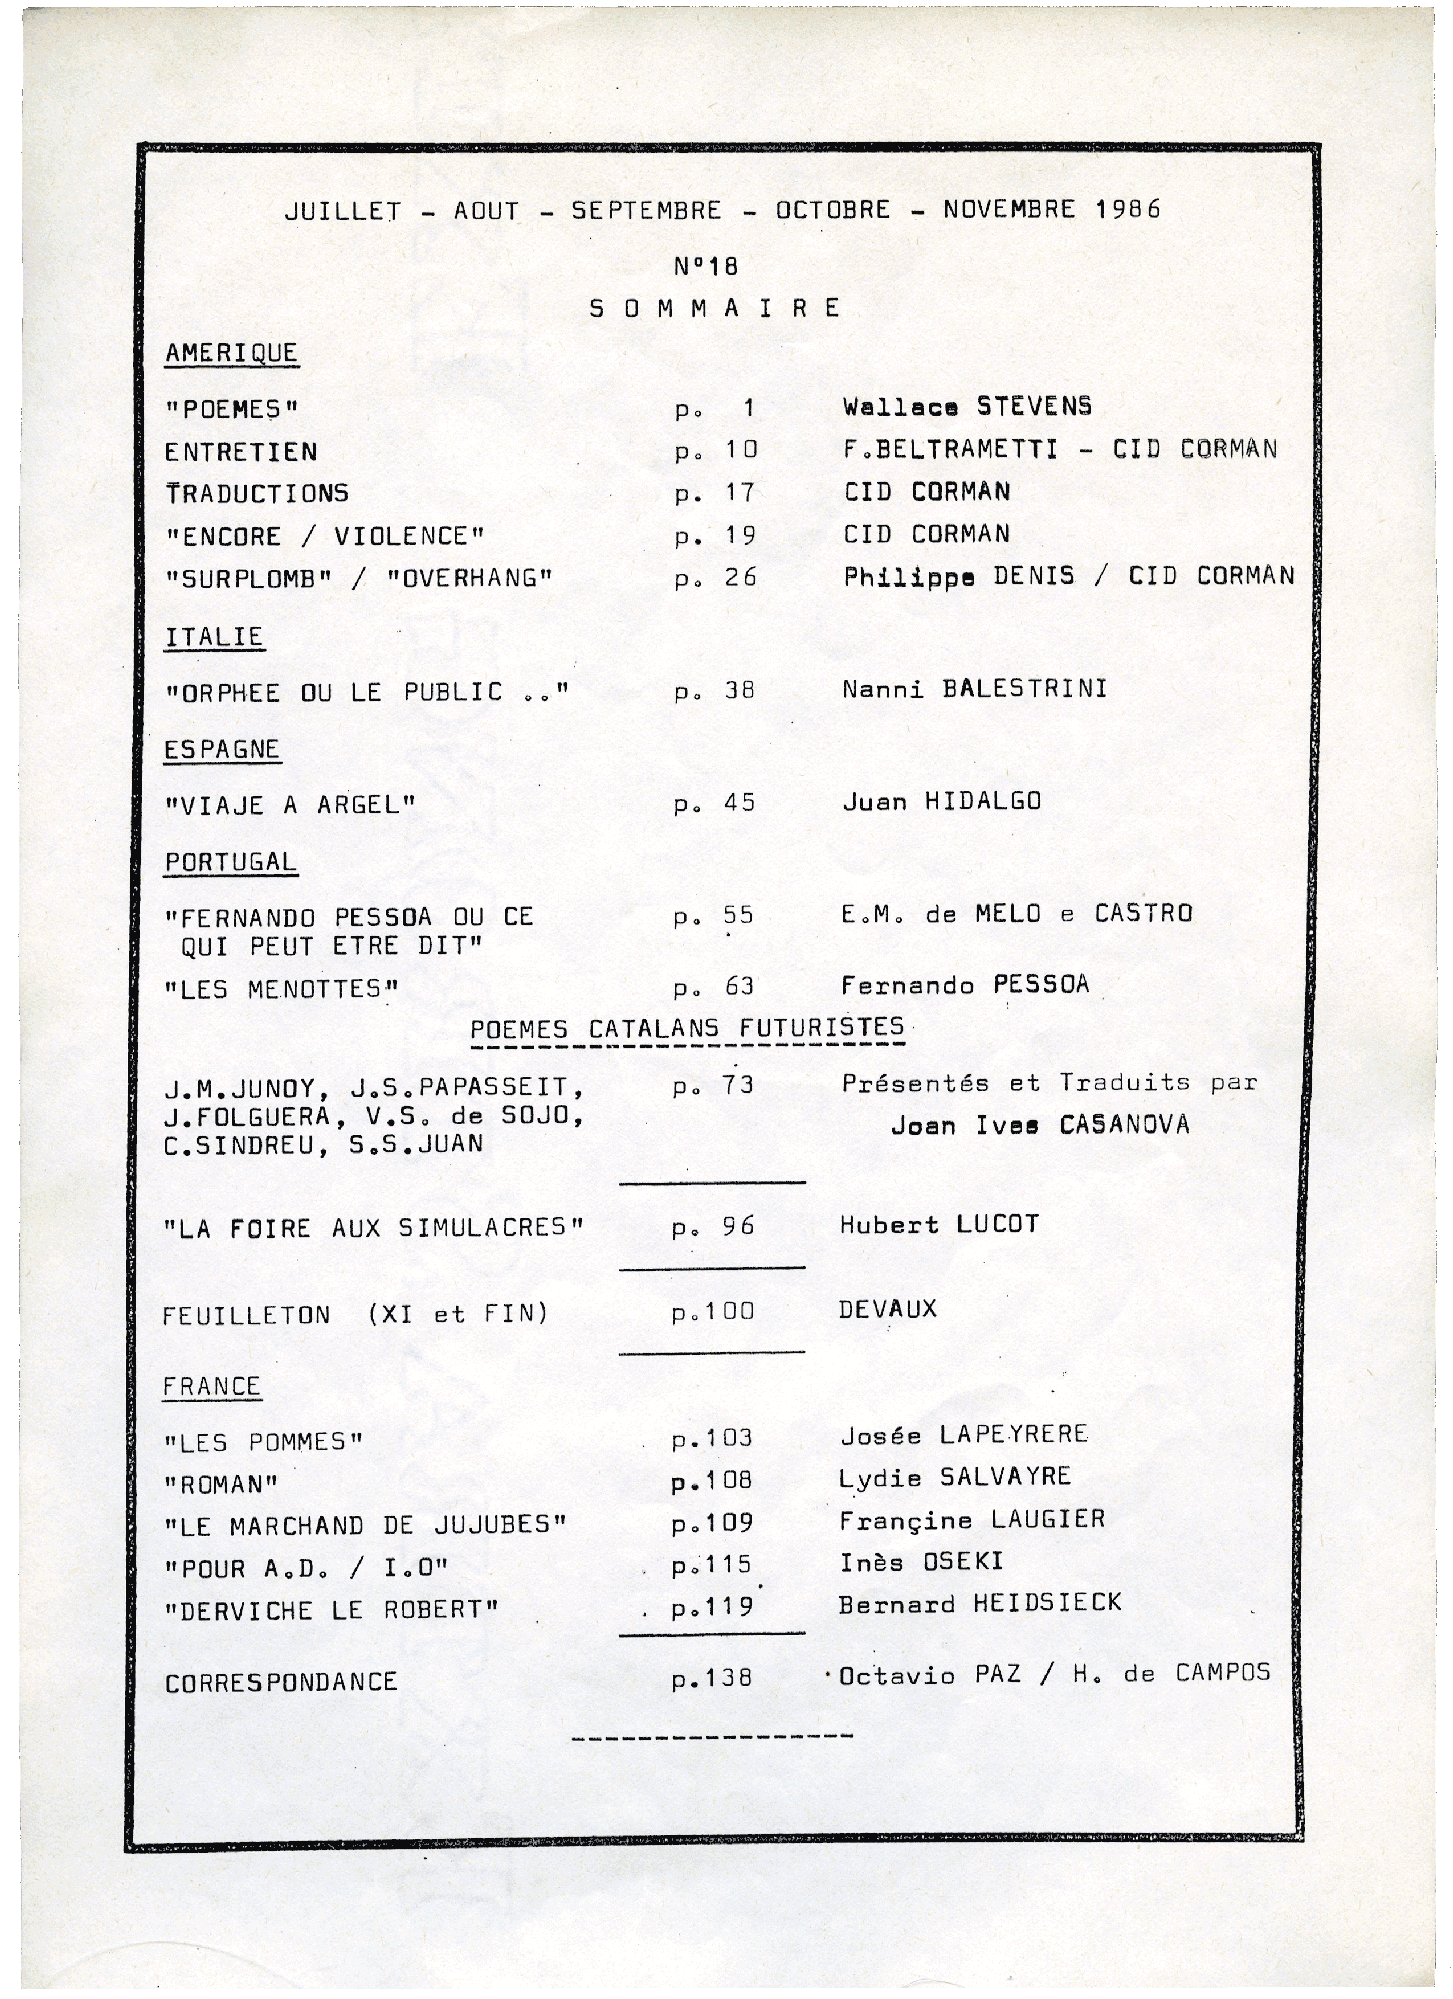 JUILLET - AOUT - SEPTEMBRE - OCTOBRE - NOVEMBRE 1986
Nº18
S O M M A I R E
AMERIQUE
"POEMES" p. 1 Wallace STEVENS
ENTRETIEN p. 10 F.BELTRAMETTI - CID CORMAN
TRADUCTIONS p. 17 CID CORMAN
"ENCORE / VIOLENCE" p. 19 CID CORMAN
"SURPLOMB" / "OVERHANG" p. 26 Philippe DENIS / CID CORMAN
ITALIE
"ORPHEE OU LE PUBLIC .." p. 38 Nanni BALESTRINI
ESPAGNE
"VIAJE A ARGEL" p. 45 Juan HIDALGO
PORTUGAL
"FERNANDO PESSOA OU CE p. 55 E.M. de MELO e CASTRO
QUI PEUT ETRE DIT"
"LES MENOTTES" p. 63 Fernando PESSOA
POEMES CATALANS FUTURISTES
J.M.JUNOY, J.S.PAPASSEIT, p. 73 Présentés et Traduits par
J.FOLGUERA, V.S. de SOJO, Joan Ives CASANOVA
C.SINDREU, S.S.JUAN
"LA FOIRE AUX SIMULACRES" p. 96 Hubert LUCOT
FEUILLETON (XI et FIN) p.100 DEVAUX
FRANCE
"LES POMMES" p.103 Josée LAPEYRERE
"ROMAN" p.108 Lydie SALVAYRE
"LE MARCHAND DE JUJUBES" p.109 Françine LAUGIER
"POUR A.D. / I.O" p.115 Inès OSEKI
"DERVICHE LE ROBERT" p.119 Bernard HEIDSIECK
CORRESPONDANCE p.138 Octavio PAZ / H. de CAMPOS